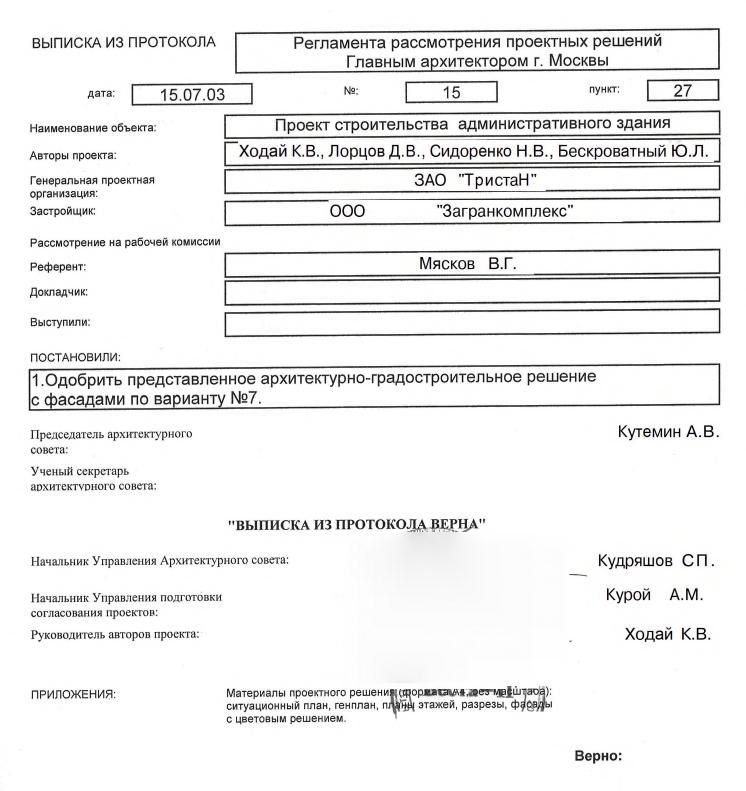 ВЫПИСКА ИЗ ПРОТОКОЛА
Регламента рассмотрения проектных решений
Главным архитектором г. Москвы
дата: 15.07.03 №: 15 пункт: 27
Наименование объекта: Проект строительства административного здания
Авторы проекта: Ходай К.В., Лорцов Д.В., Сидоренко Н.В., Бескроватный Ю.Л.
Генеральная проектная
организация: ЗАО "ТристаН"
Застройщик: ООО "Загранкомплекс"
Рассмотрение на рабочей комиссии
Референт: Мясков В.Г.
Докладчик:
Выступили:
ПОСТАНОВИЛИ:
1.Одобрить представленное архитектурно-градостроительное решение
с фасадами по варианту №7.
Председатель архитектурного
совета: Кутемин А.В.
Ученый секретарь
архитектурного совета:
"ВЫПИСКА ИЗ ПРОТОКОЛА ВЕРНА"
Начальник Управления Архитектурного совета: Кудряшов СП.
Начальник Управления подготовки
согласования проектов: Курой А.М.
Руководитель авторов проекта: Ходай К.В.
ПРИЛОЖЕНИЯ: Материалы проектного решения (формата А4, без масштаба):
ситуационный план, генплан, планы этажей, разрезы, фасады
с цветовым решением.
Верно: